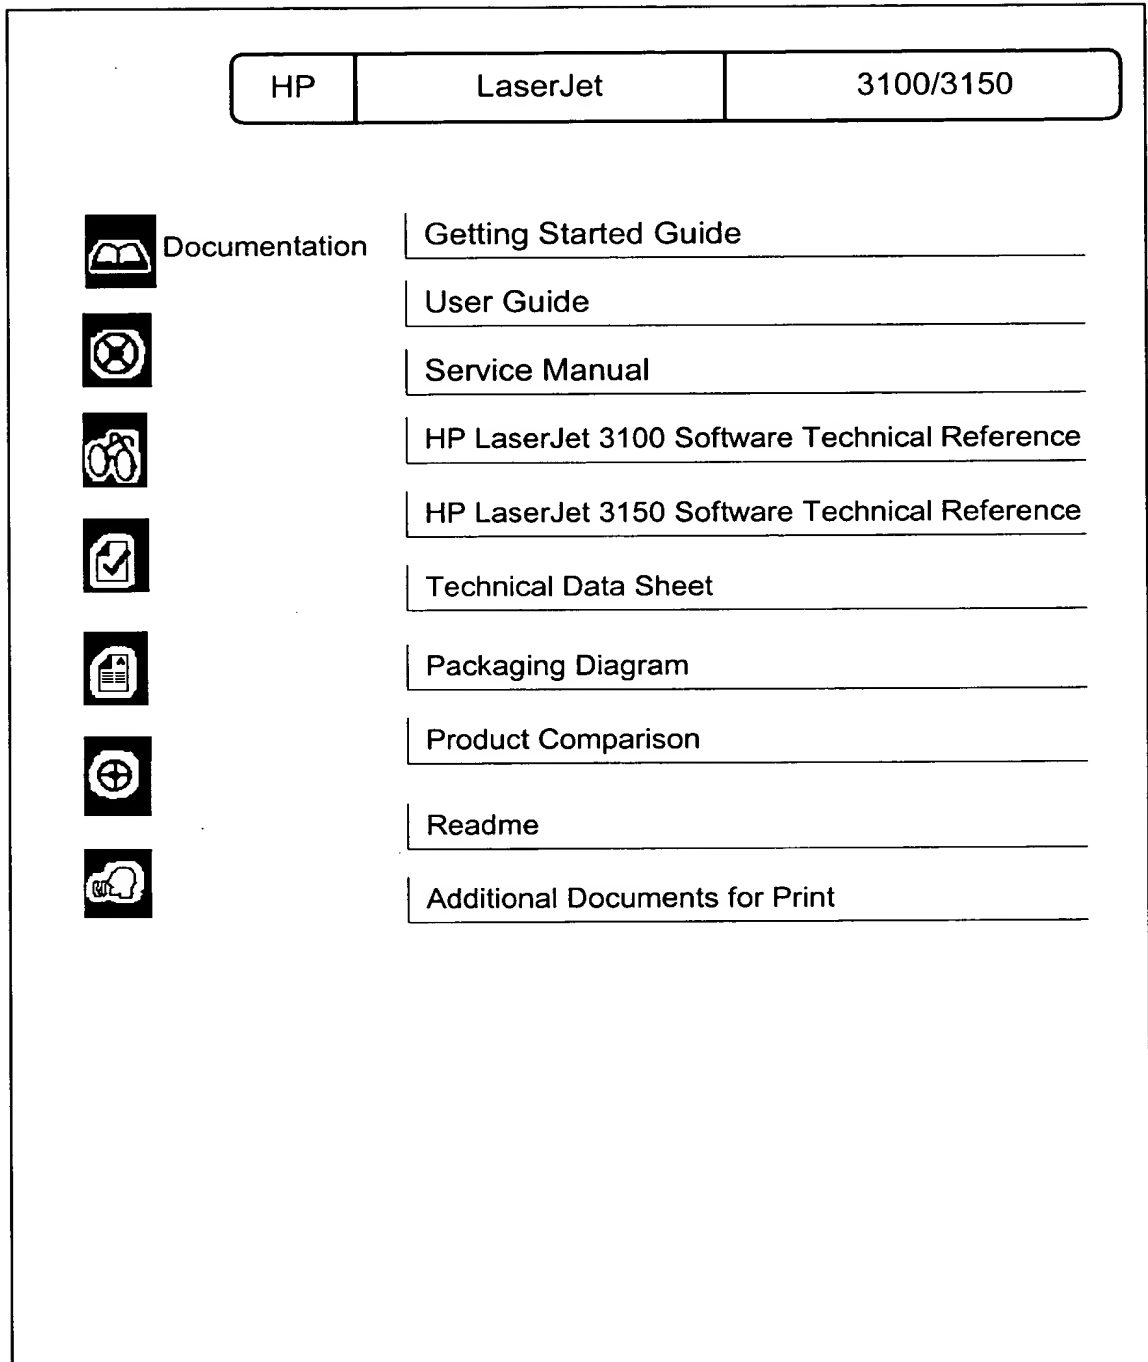 HP LaserJet 3100/3150
Documentation
Getting Started Guide
User Guide
Service Manual
HP LaserJet 3100 Software Technical Reference
HP LaserJet 3150 Software Technical Reference
Technical Data Sheet
Packaging Diagram
Product Comparison
Readme
Additional Documents for Print